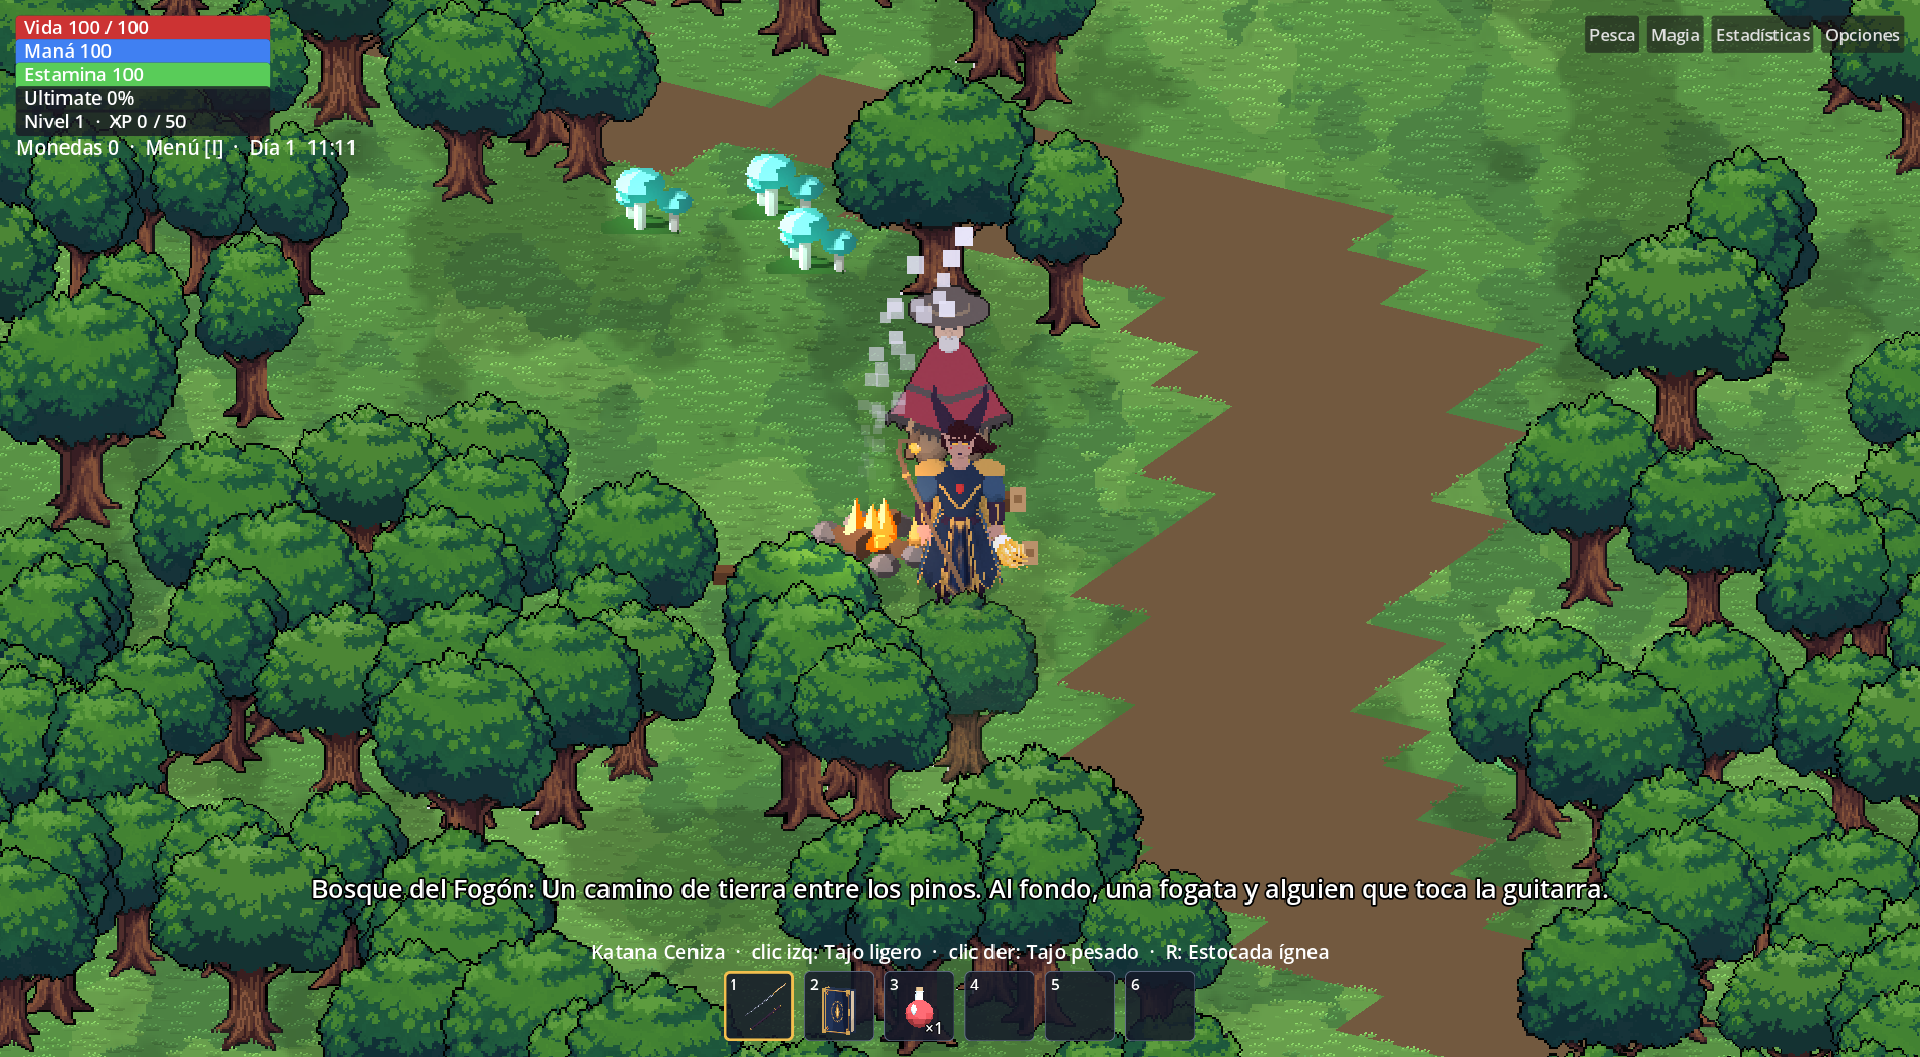 Vida 100 / 100
Maná 100
Estamina 100
Ultimate 0%
Nivel 1 · XP 0 / 50
Monedas 0 · Menú [I] · Día 1 11:11
Pesca Magia Estadísticas Opciones
Bosque del Fogón: Un camino de tierra entre los pinos. Al fondo, una fogata y alguien que toca la guitarra.
Katana Ceniza · clic izq: Tajo ligero · clic der: Tajo pesado · R: Estocada ígnea
1 2 3 4 5 6
×1